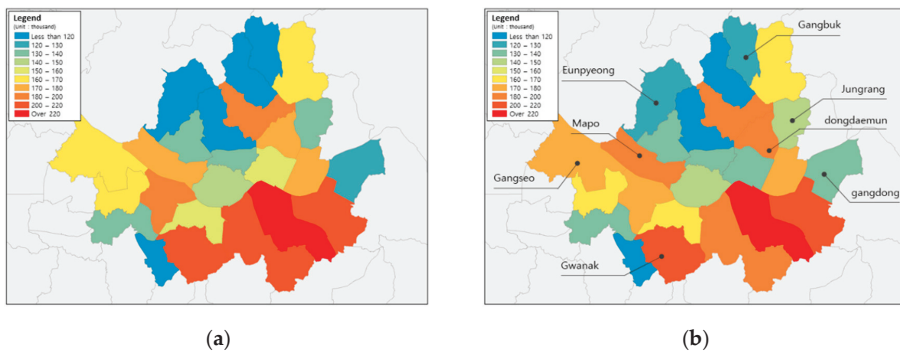 Legend
(unit : thousand)
Less than 120
120 – 130
130 – 140
140 – 150
150 – 160
160 – 170
170 – 180
180 – 200
200 – 220
Over 220
(a)
Legend
(unit : thousand)
Less than 120
120 – 130
130 – 140
140 – 150
150 – 160
160 – 170
170 – 180
180 – 200
200 – 220
Over 220
Gangbuk
Eunpyeong
Jungrang
Mapo
dongdaemun
Gangseo
gangdong
Gwanak
(b)